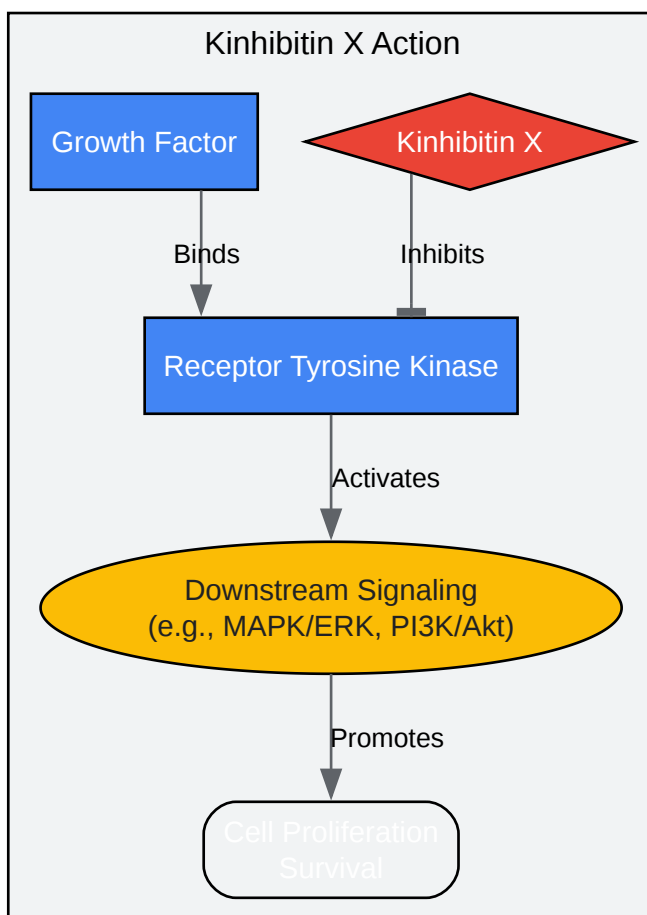 Kinhibitin X Action
Growth Factor
Kinhibitin X
Binds
Inhibits
Receptor Tyrosine Kinase
Activates
Downstream Signaling
(e.g., MAPK/ERK, PI3K/Akt)
Promotes
Cell Proliferation
Survival